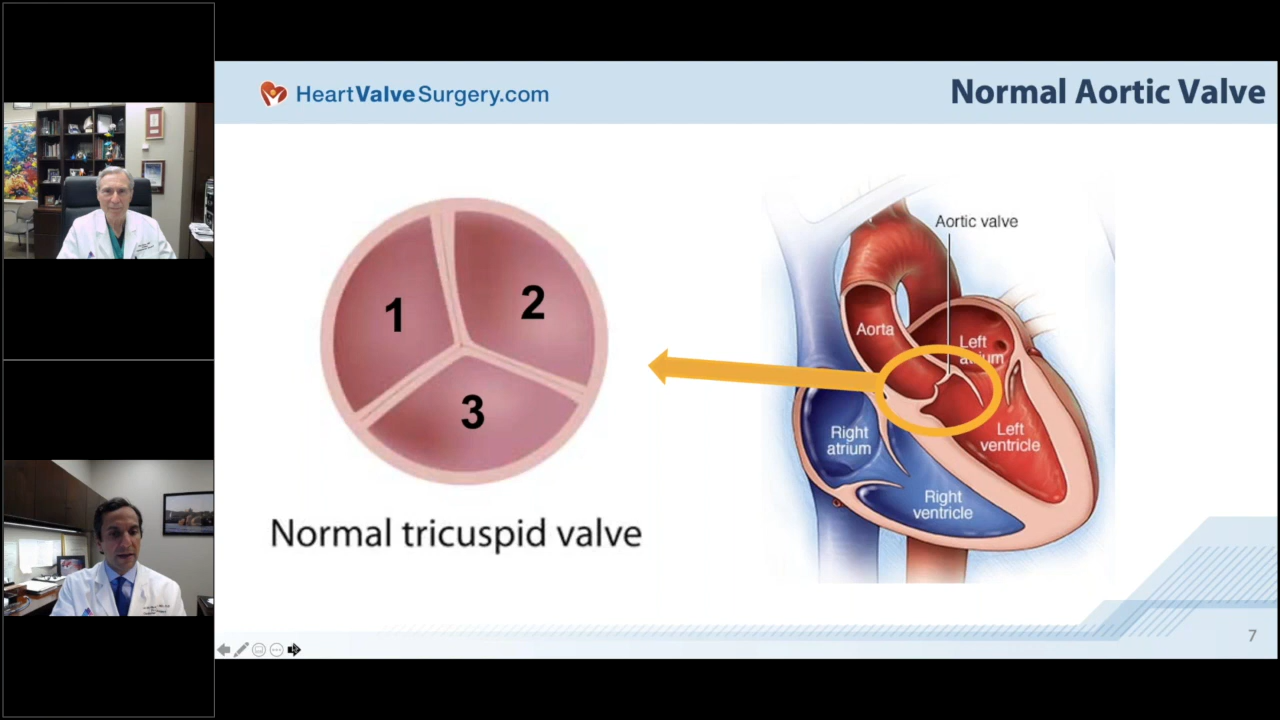 HeartValveSurgery.com
Normal Aortic Valve
1
2
3
Normal tricuspid valve
Aortic valve
Aorta
Left
atrium
Left
ventricle
Right
atrium
Right
ventricle
7